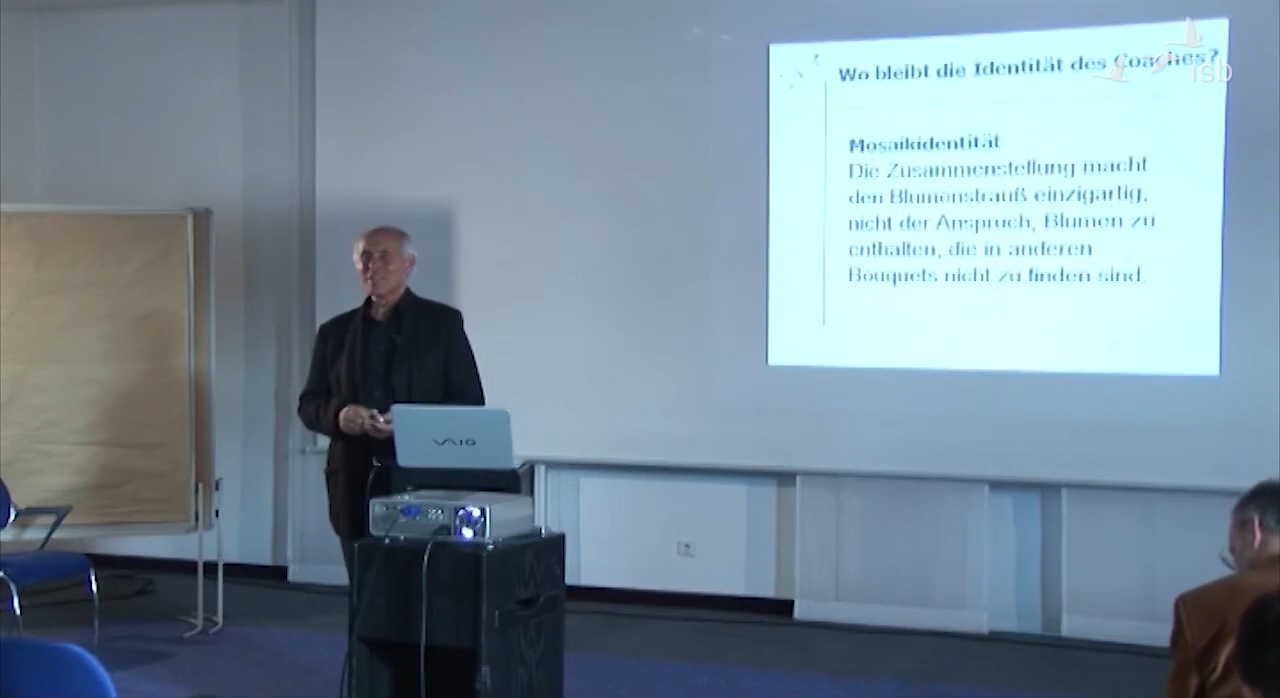 Wo bleibt die Identität des Coaches?
isb
Mosaikidentität
Die Zusammenstellung macht
den Blumenstrauß einzigartig,
nicht der Anspruch, Blumen zu
enthalten, die in anderen
Bouquets nicht zu finden sind.
VAIO